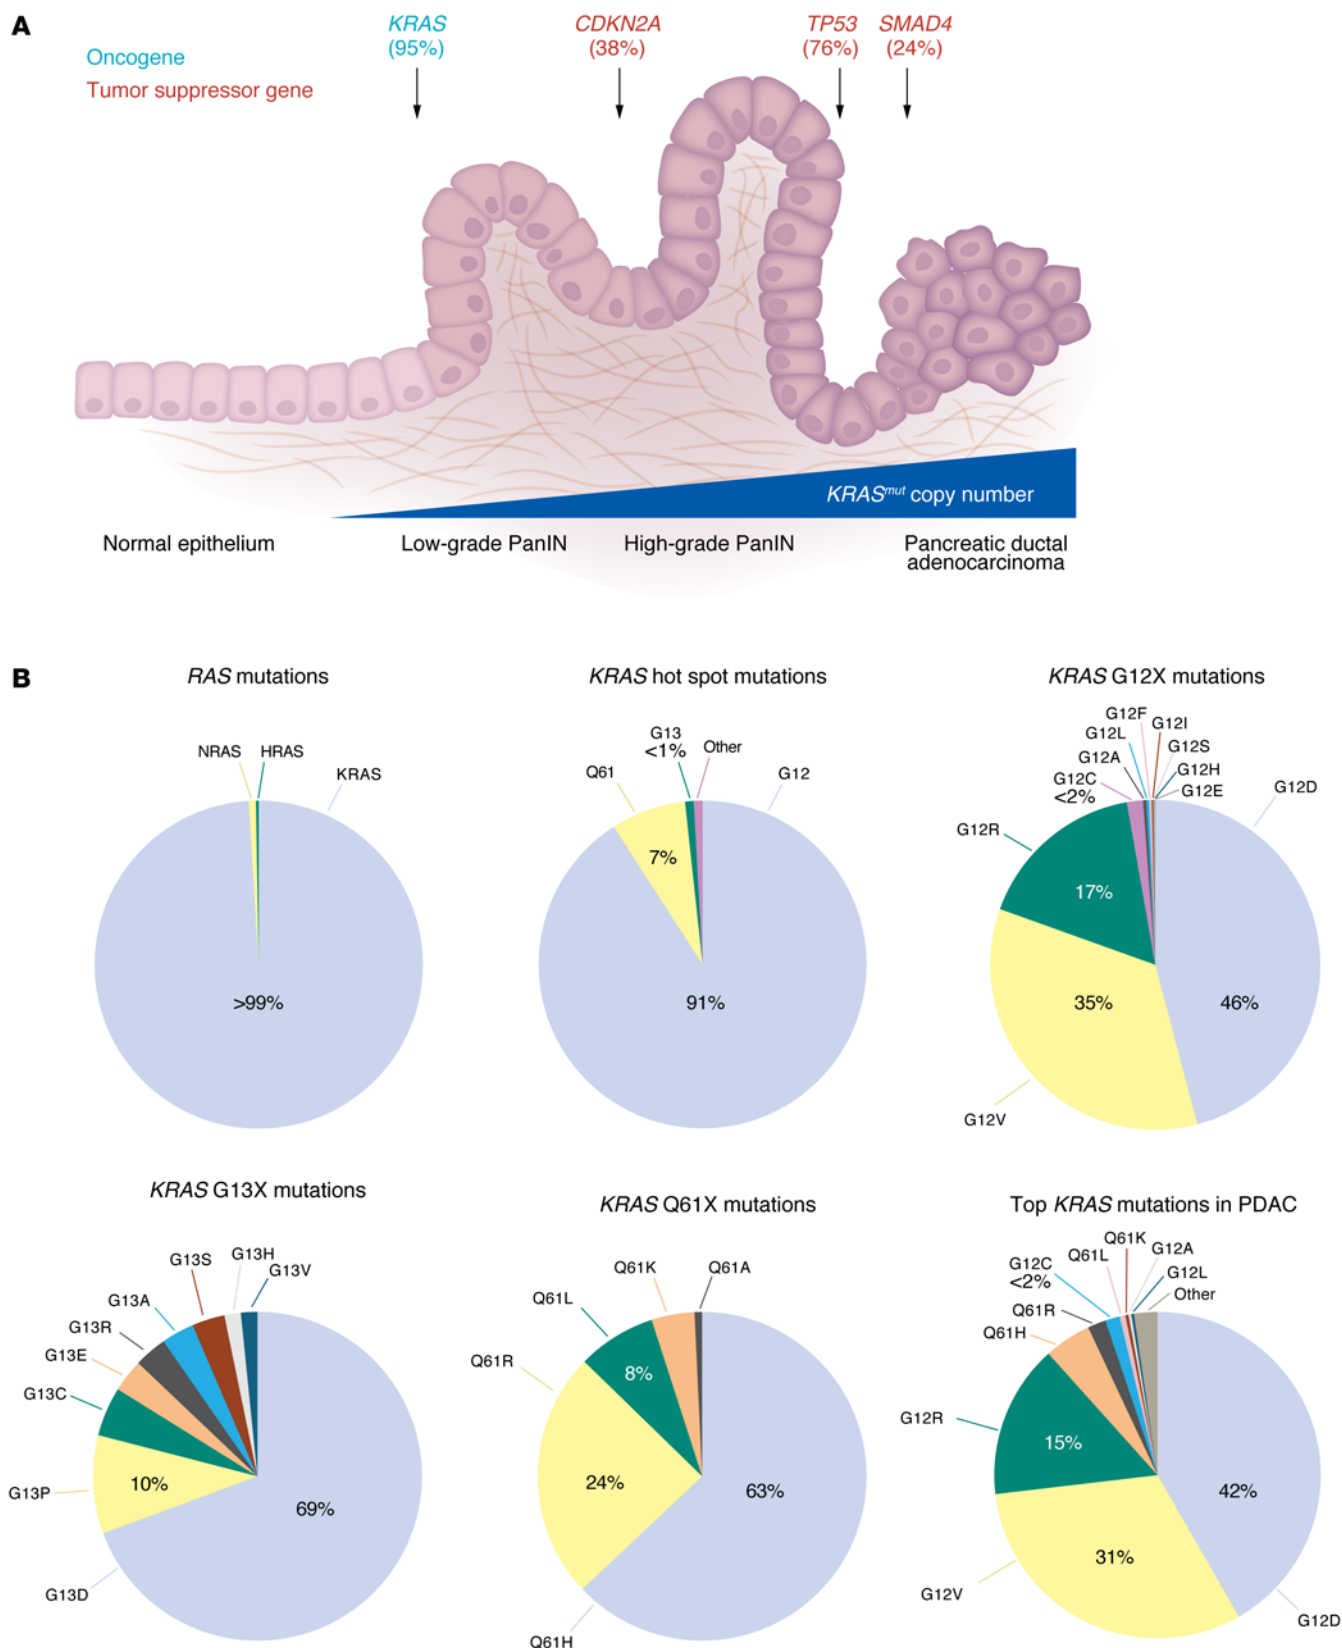 A
KRAS
(95%)
CDKN2A
(38%)
TP53
(76%)
SMAD4
(24%)
Oncogene
Tumor suppressor gene
KRASmut copy number
Normal epithelium
Low-grade PanIN
High-grade PanIN
Pancreatic ductal
adenocarcinoma
B
RAS mutations
NRAS
HRAS
KRAS
>99%
KRAS hot spot mutations
Q61
G13
<1%
Other
G12
7%
91%
KRAS G12X mutations
G12F
G12I
G12L
G12S
G12A
G12H
G12C
<2%
G12E
G12D
G12R
17%
35%
46%
G12V
KRAS G13X mutations
G13S
G13H
G13V
G13A
G13R
G13E
G13C
G13P
10%
69%
G13D
KRAS Q61X mutations
Q61K
Q61A
Q61L
Q61R
8%
24%
63%
Q61H
Top KRAS mutations in PDAC
Q61K
G12A
Q61L
G12C
<2%
G12L
Other
Q61R
Q61H
G12R
15%
42%
31%
G12V
G12D